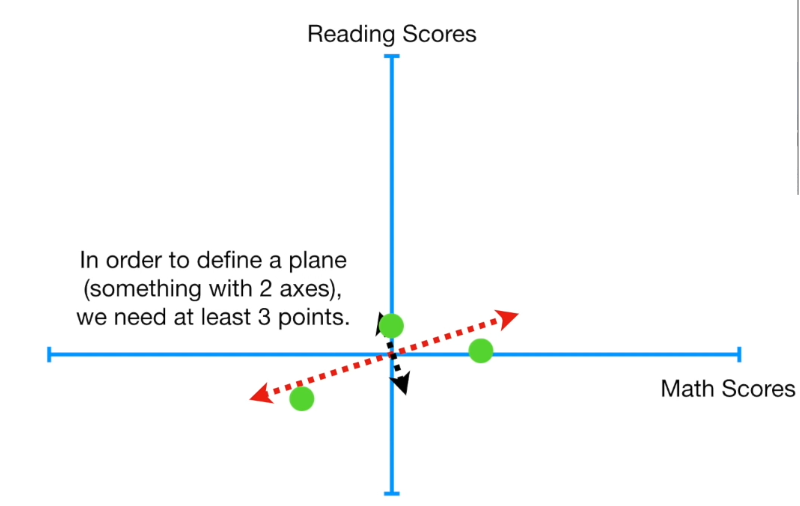 Reading Scores
In order to define a plane
(something with 2 axes),
we need at least 3 points.
Math Scores